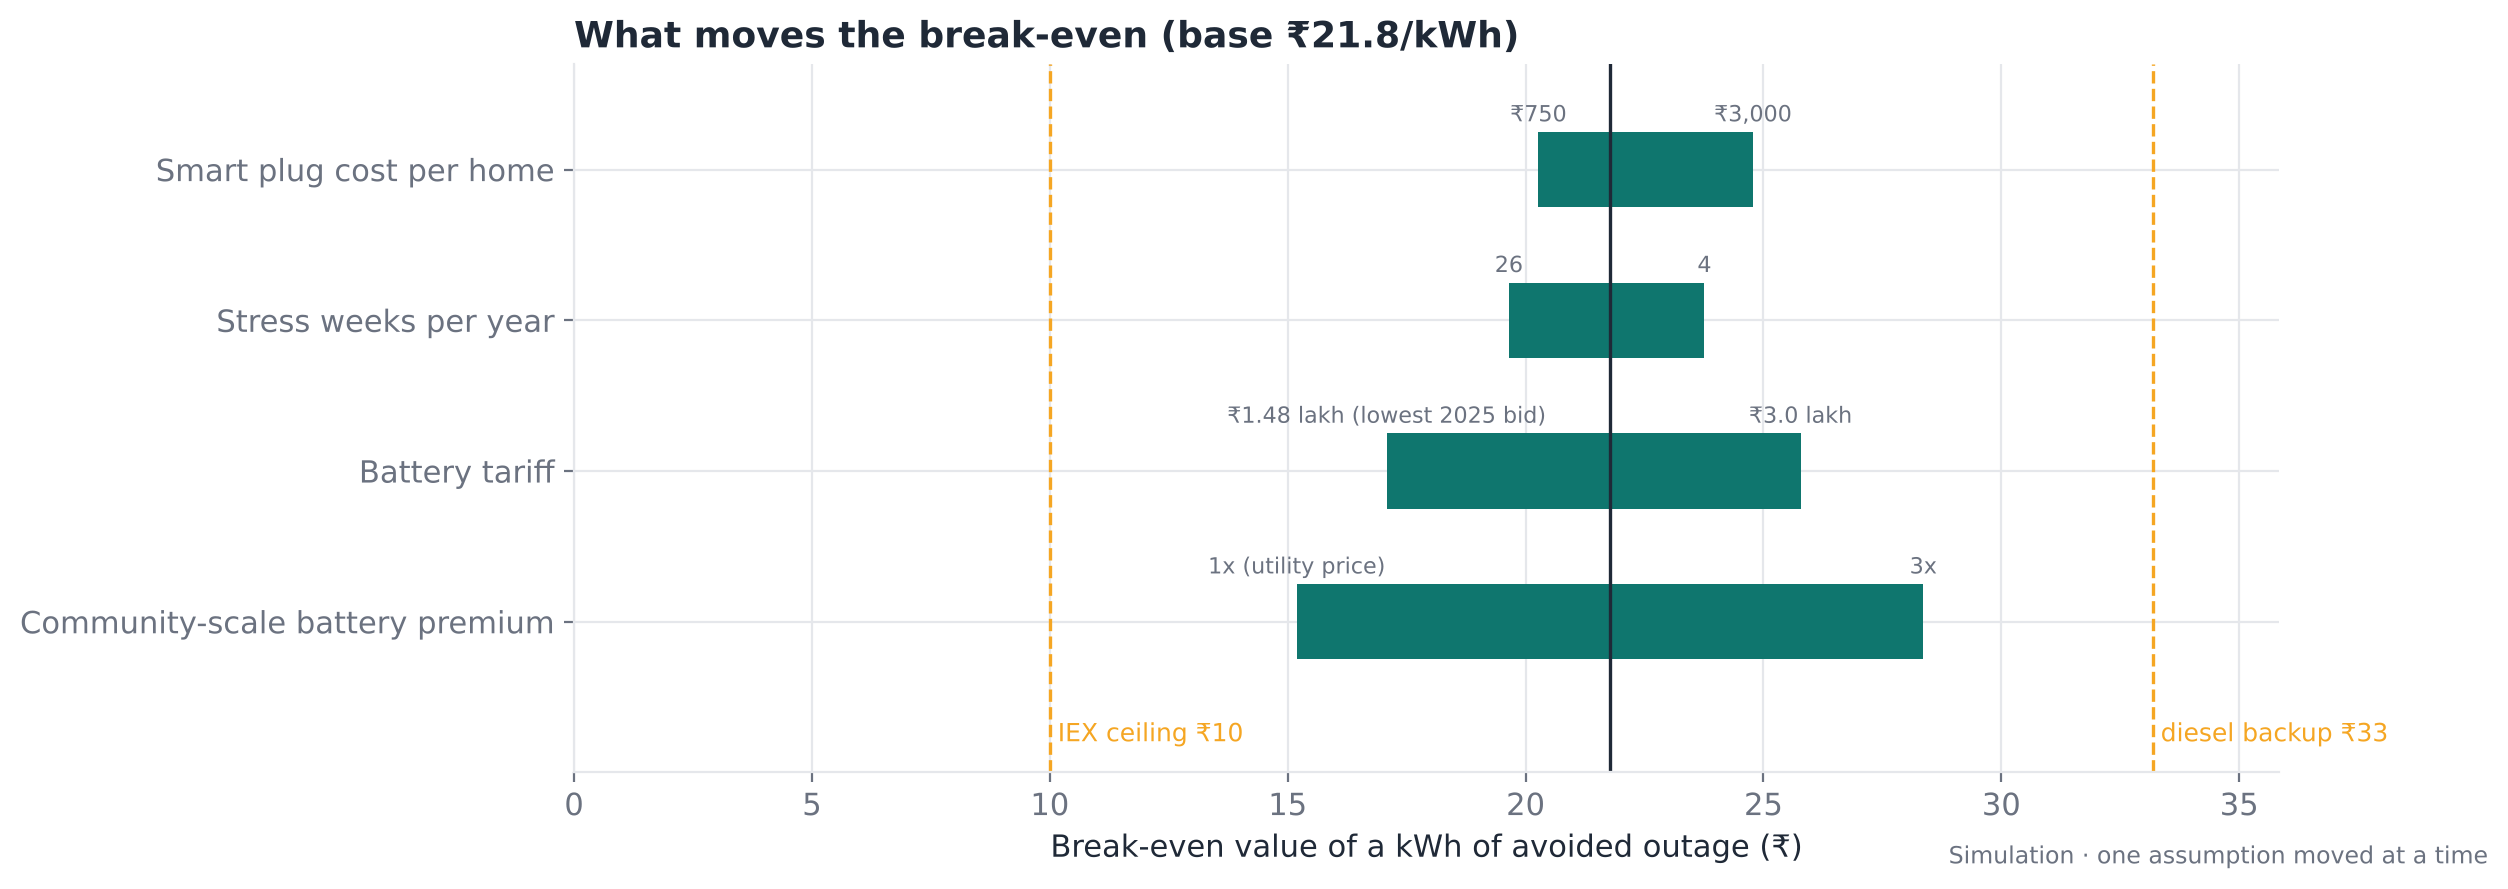 What moves the break-even (base ₹21.8/kWh)
Smart plug cost per home
₹750
₹3,000
Stress weeks per year
26
4
Battery tariff
₹1.48 lakh (lowest 2025 bid)
₹3.0 lakh
Community-scale battery premium
1x (utility price)
3x
IEX ceiling ₹10
diesel backup ₹33
0 5 10 15 20 25 30 35
Break-even value of a kWh of avoided outage (₹)
Simulation · one assumption moved at a time